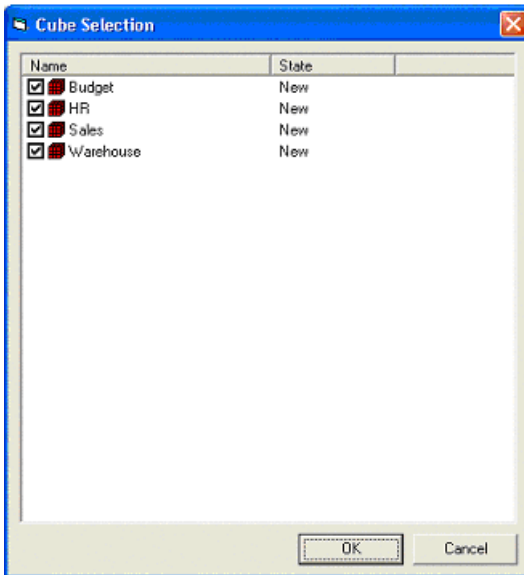 Cube Selection
Name State
Budget New
HR New
Sales New
Warehouse New
OK Cancel